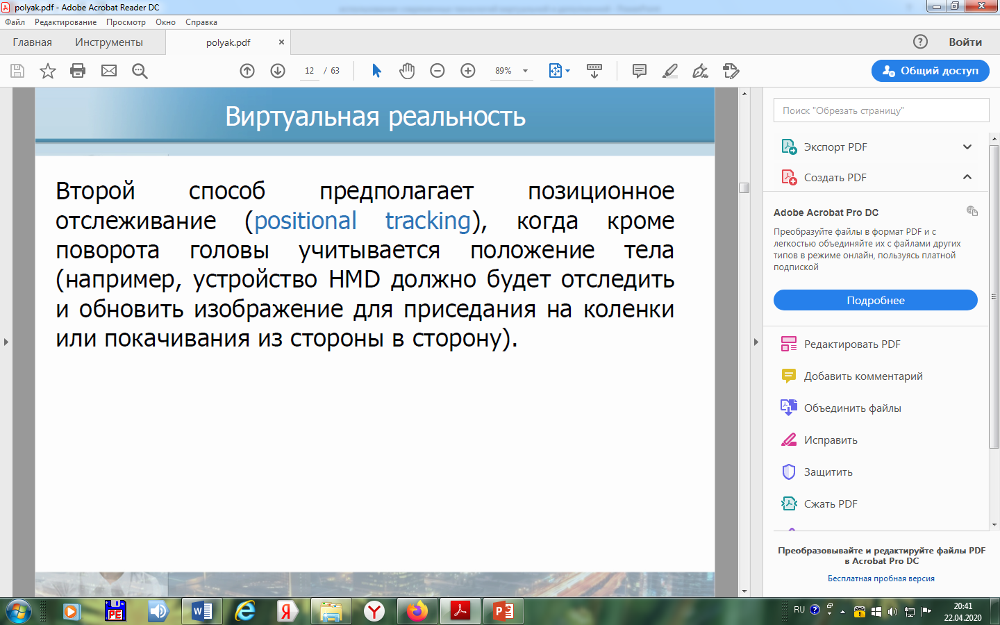 polyak.pdf - Adobe Acrobat Reader DC
Файл Редактирование Просмотр Окно Справка
Главная Инструменты polyak.pdf × ? Войти
12 / 63 89% Общий доступ
Виртуальная реальность
Второй способ предполагает позиционное
отслеживание (positional tracking), когда кроме
поворота головы учитывается положение тела
(например, устройство HMD должно будет отследить
и обновить изображение для приседания на коленки
или покачивания из стороны в сторону).
Поиск "Обрезать страницу"
Экспорт PDF
Создать PDF
Adobe Acrobat Pro DC
Преобразуйте файлы в формат PDF и с
легкостью объединяйте их с файлами других
типов в режиме онлайн, пользуясь платной
подпиской
Подробнее
Редактировать PDF
Добавить комментарий
Объединить файлы
Исправить
Защитить
Сжать PDF
Преобразовывайте и редактируйте файлы PDF
в Acrobat Pro DC
Бесплатная пробная версия
RU 20:41
22.04.2020